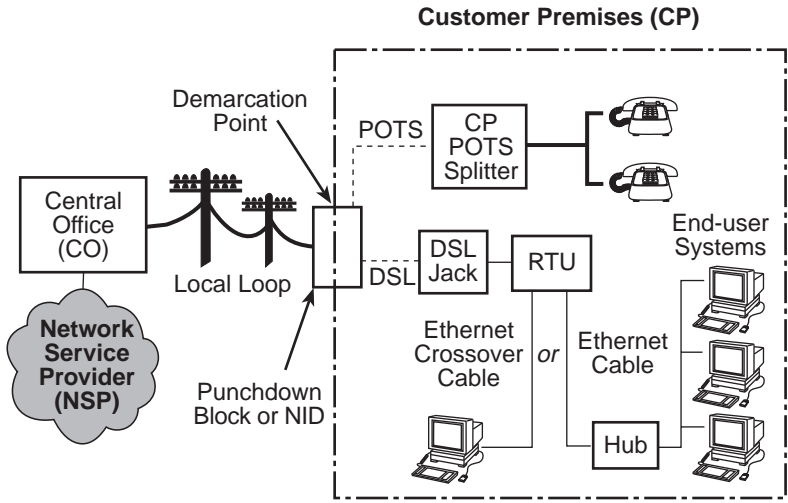 Customer Premises (CP)
Demarcation
Point
POTS
CP
POTS
Splitter
Central
Office
(CO)
Local Loop
DSL
DSL
Jack
RTU
End-user
Systems
Network
Service
Provider
(NSP)
Punchdown
Block or NID
Ethernet
Crossover
Cable
or
Ethernet
Cable
Hub